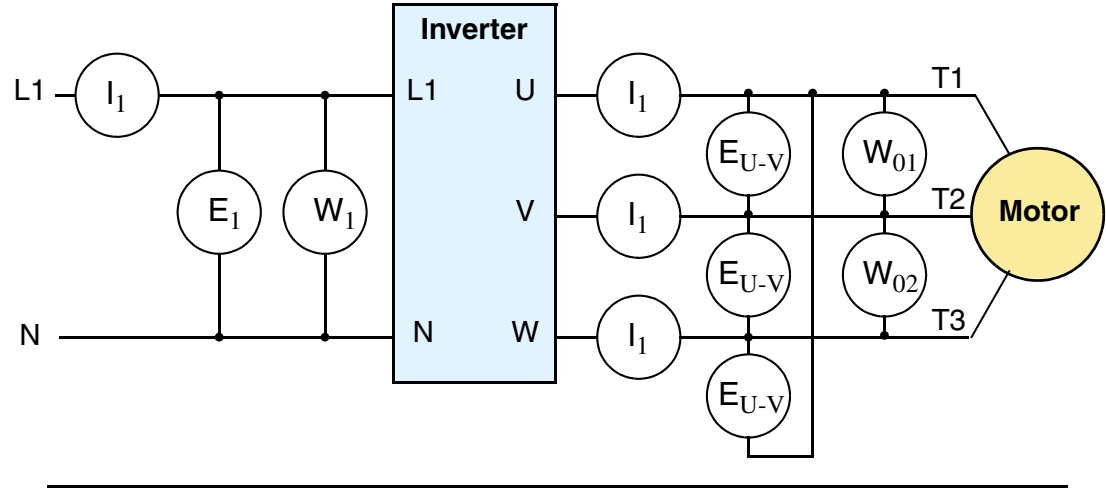 Inverter
L1 I1 L1 U I1 T1
EU-V W01
E1 W1 V I1 T2 Motor
EU-V W02
N N W I1 T3
EU-V